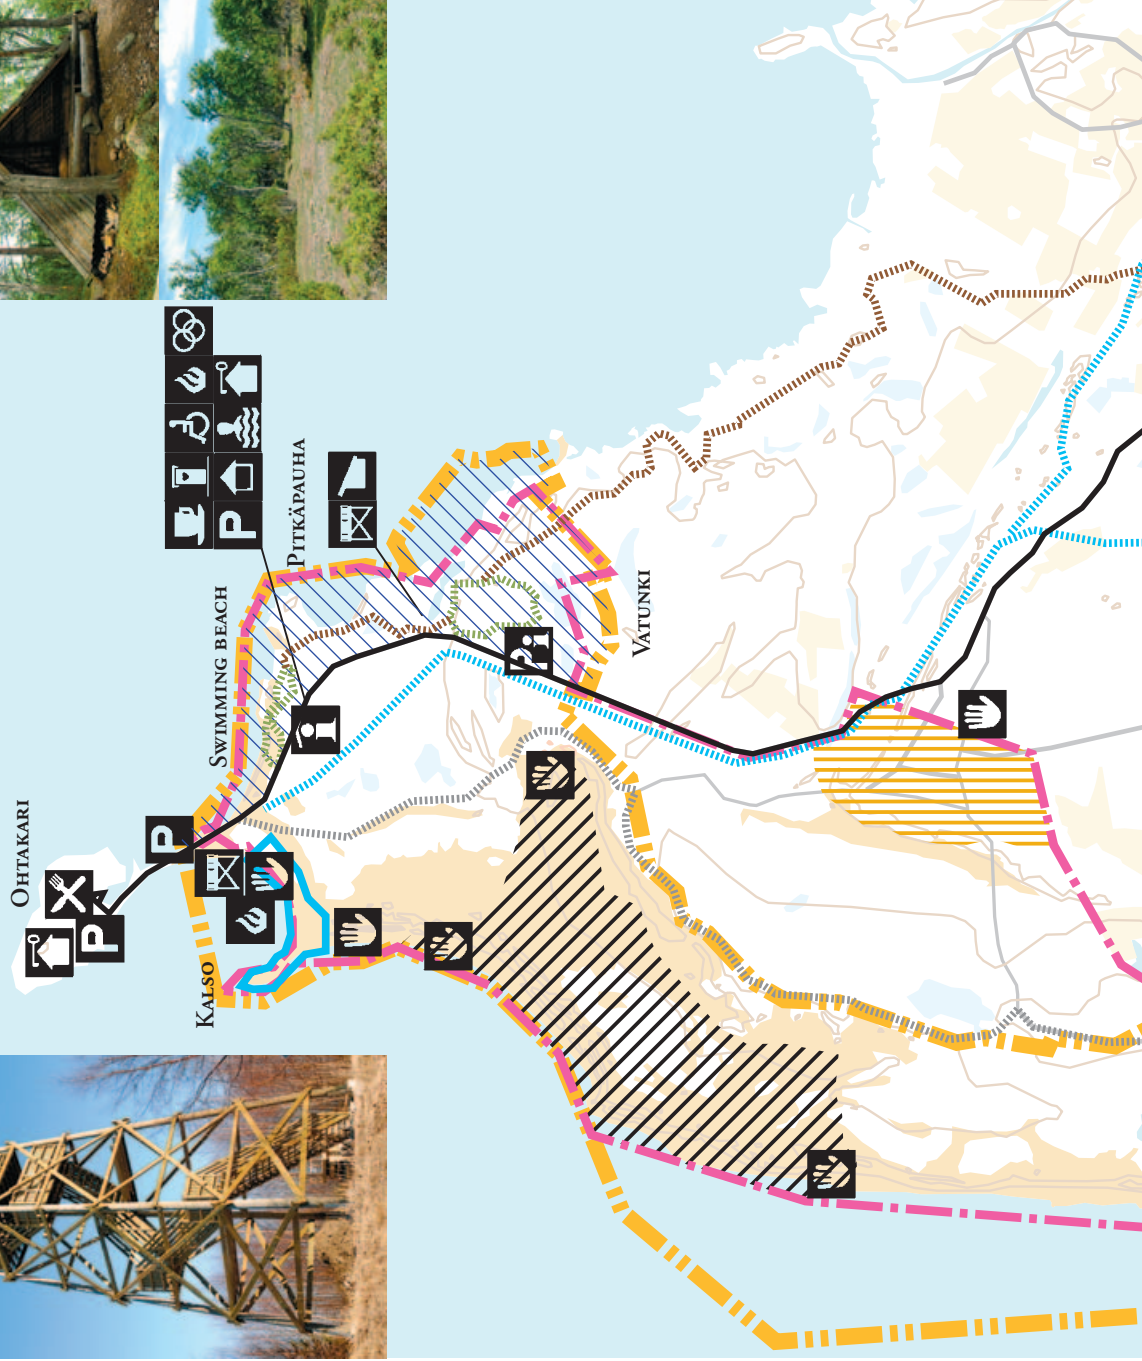 Ohtakari
Swimming beach
Pitkäpauha
Kalso
Vatunki
P
P
P
i